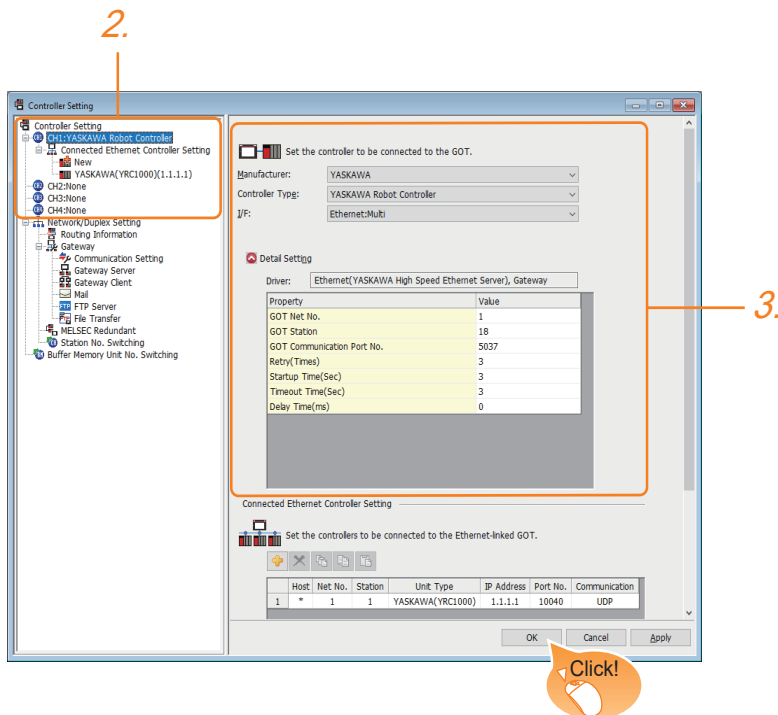 2.
Controller Setting
Controller Setting
CH1:YASKAWA Robot Controller
Connected Ethernet Controller Setting
New
YASKAWA(YRC1000)(1.1.1.1)
CH2:None
CH3:None
CH4:None
Network/Duplex Setting
Routing Information
Gateway
Communication Setting
Gateway Server
Gateway Client
Mail
FTP Server
File Transfer
MELSEC Redundant
Station No. Switching
Buffer Memory Unit No. Switching
Set the controller to be connected to the GOT.
Manufacturer: YASKAWA
Controller Type: YASKAWA Robot Controller
I/F: Ethernet:Multi
Detail Setting
Driver: Ethernet(YASKAWA High Speed Ethernet Server), Gateway
Property Value
GOT Net No. 1
GOT Station 18
GOT Communication Port No. 5037
Retry(Times) 3
Startup Time(Sec) 3
Timeout Time(Sec) 3
Delay Time(ms) 0
3.
Connected Ethernet Controller Setting
Set the controllers to be connected to the Ethernet-linked GOT.
Host Net No. Station Unit Type IP Address Port No. Communication
1 * 1 1 YASKAWA(YRC1000) 1.1.1.1 10040 UDP
OK Cancel Apply
Click!